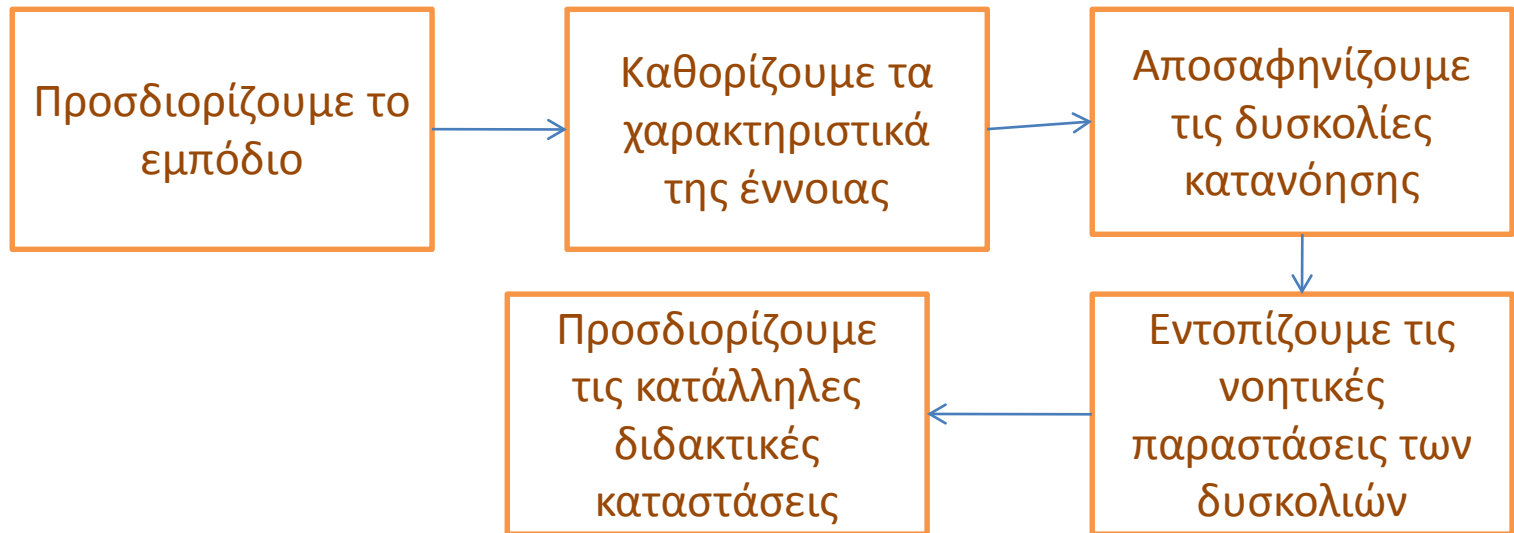 Προσδιορίζουμε το
εμπόδιο
Καθορίζουμε τα
χαρακτηριστικά
της έννοιας
Αποσαφηνίζουμε
τις δυσκολίες
κατανόησης
Εντοπίζουμε τις
νοητικές
παραστάσεις των
δυσκολιών
Προσδιορίζουμε
τις κατάλληλες
διδακτικές
καταστάσεις